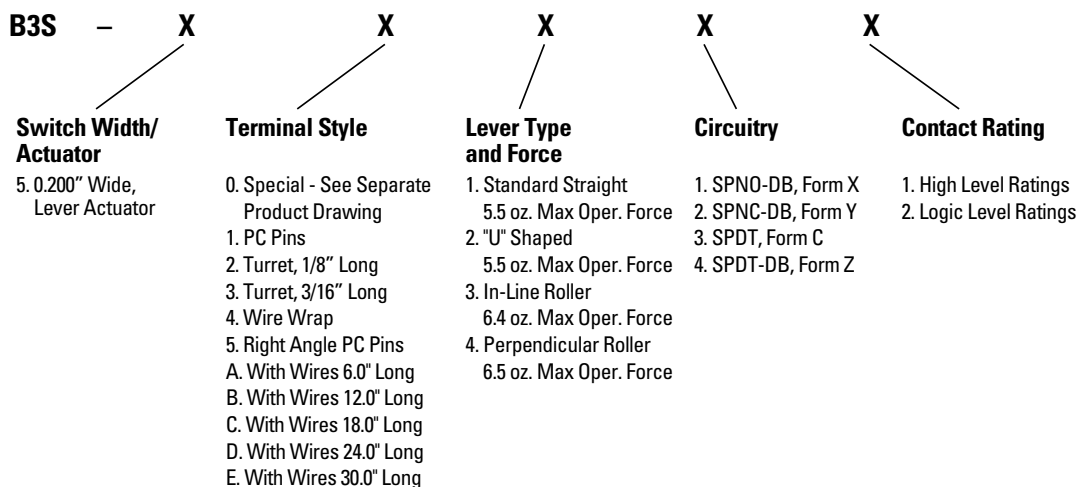 B3S – X X X X X
Switch Width/
Actuator
5. 0.200" Wide,
Lever Actuator
Terminal Style
0. Special - See Separate
Product Drawing
1. PC Pins
2. Turret, 1/8" Long
3. Turret, 3/16" Long
4. Wire Wrap
5. Right Angle PC Pins
A. With Wires 6.0" Long
B. With Wires 12.0" Long
C. With Wires 18.0" Long
D. With Wires 24.0" Long
E. With Wires 30.0" Long
Lever Type
and Force
1. Standard Straight
5.5 oz. Max Oper. Force
2. "U" Shaped
5.5 oz. Max Oper. Force
3. In-Line Roller
6.4 oz. Max Oper. Force
4. Perpendicular Roller
6.5 oz. Max Oper. Force
Circuitry
1. SPNO-DB, Form X
2. SPNC-DB, Form Y
3. SPDT, Form C
4. SPDT-DB, Form Z
Contact Rating
1. High Level Ratings
2. Logic Level Ratings